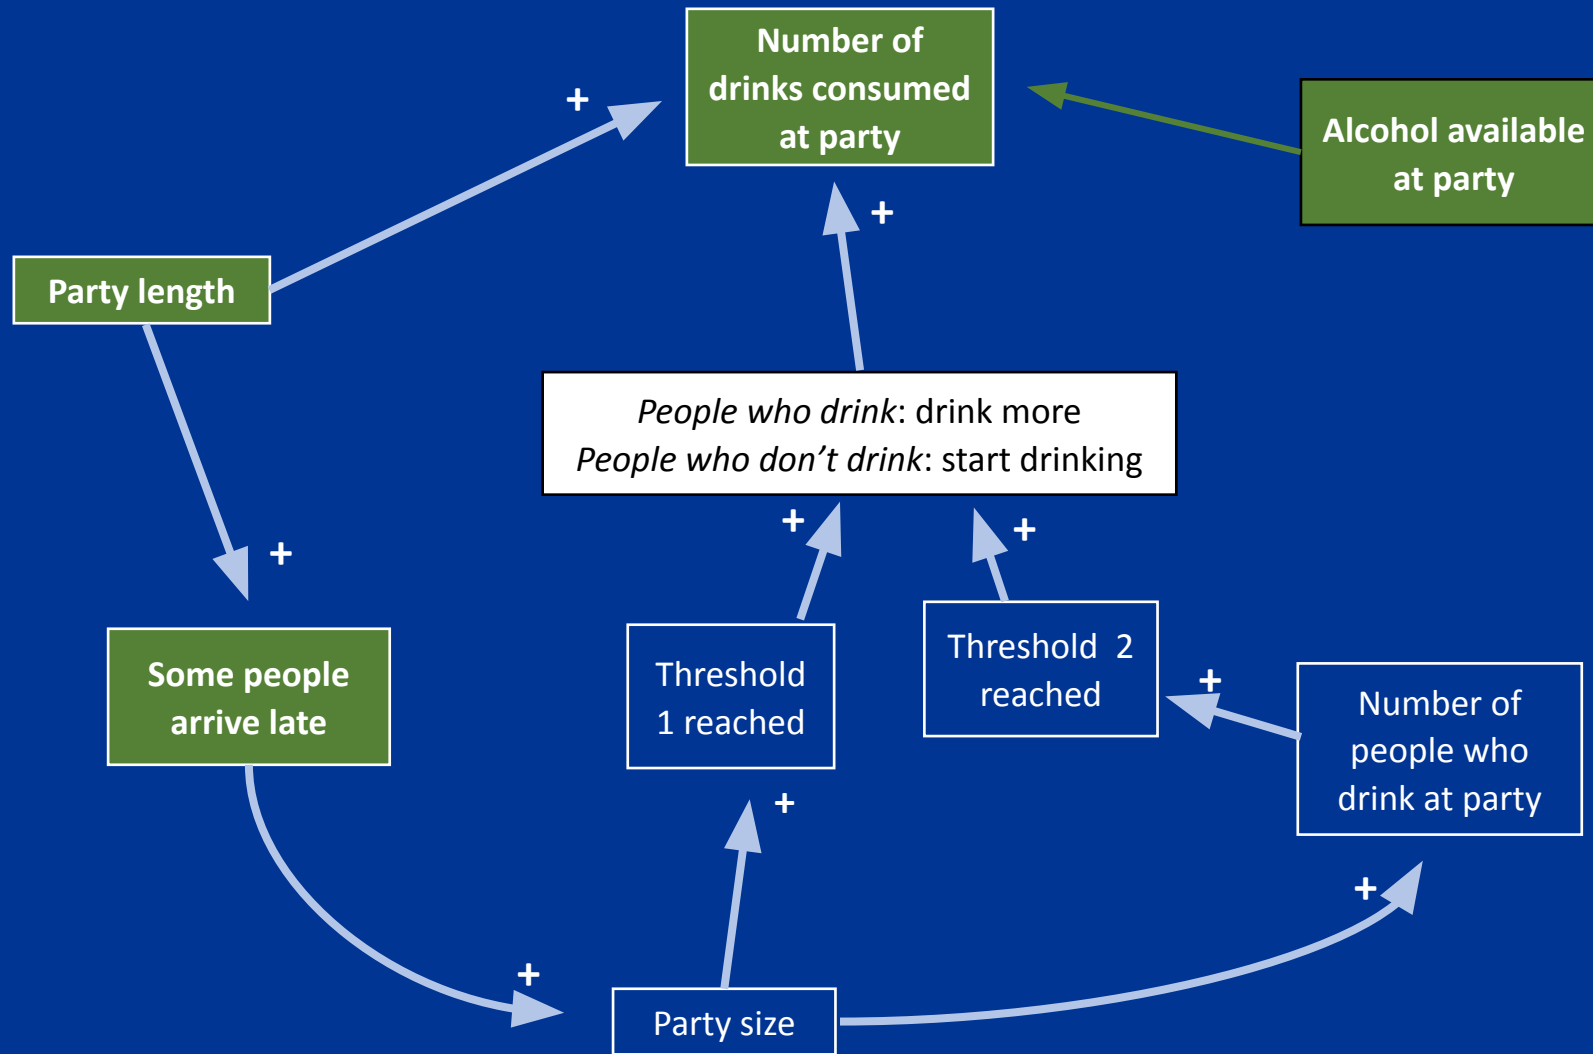 Number of
drinks consumed
at party
+
Alcohol available
at party
+
Party length
People who drink: drink more
People who don't drink: start drinking
+
+
+
Some people
arrive late
Threshold
1 reached
Threshold 2
reached
+
Number of
people who
drink at party
+
+
+
Party size